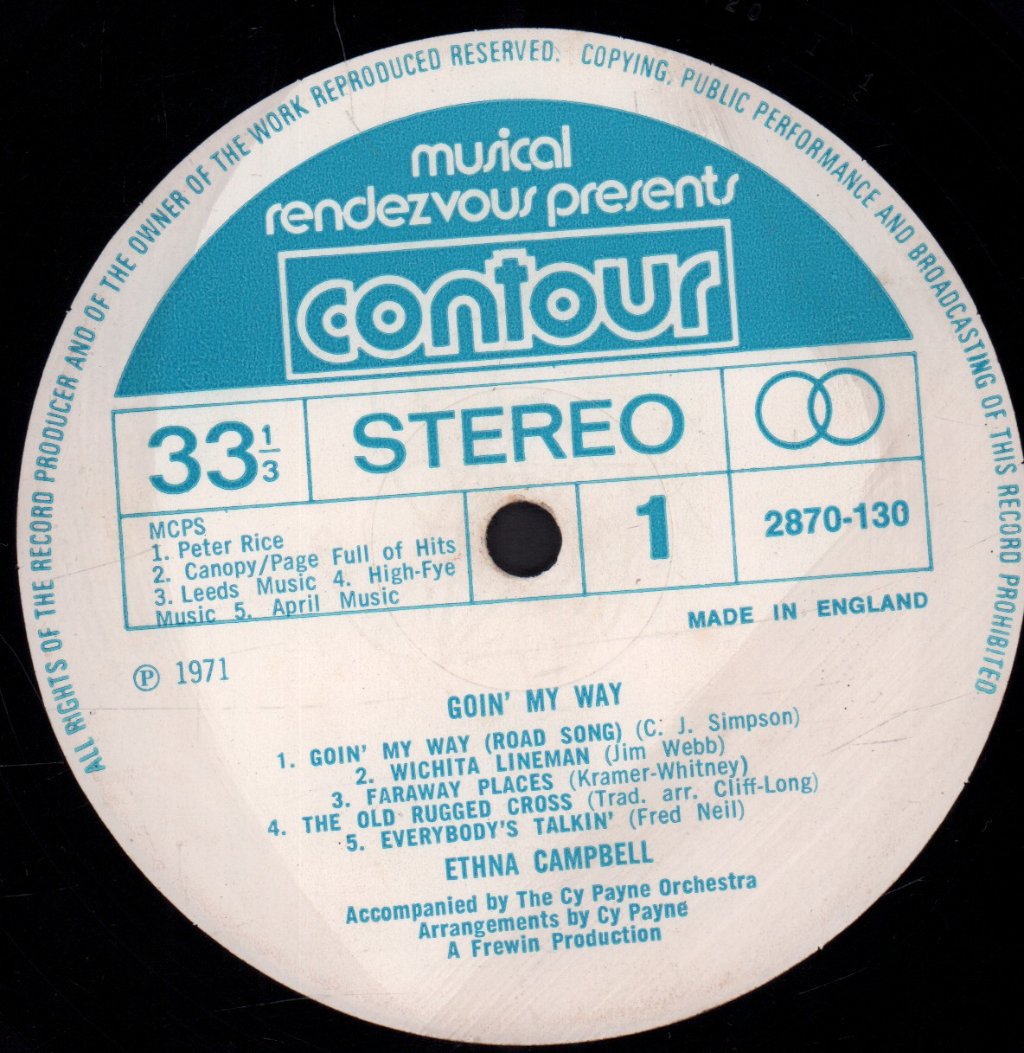 ALL RIGHTS OF THE RECORD PRODUCER AND OF THE OWNER OF THE WORK REPRODUCED RESERVED. COPYING, PUBLIC PERFORMANCE AND BROADCASTING OF THIS RECORD PROHIBITED
musical
rendezvous presents
contour
33 1/3
STEREO
MCPS
1. Peter Rice
2. Canopy/Page Full of Hits
3. Leeds Music 4. High-Fye
Music 5. April Music
1
2870-130
MADE IN ENGLAND
℗ 1971
GOIN' MY WAY
1. GOIN' MY WAY (ROAD SONG) (C. J. Simpson)
2. WICHITA LINEMAN (Jim Webb)
3. FARAWAY PLACES (Kramer-Whitney)
4. THE OLD RUGGED CROSS (Trad. arr. Cliff-Long)
5. EVERYBODY'S TALKIN' (Fred Neil)
ETHNA CAMPBELL
Accompanied by The Cy Payne Orchestra
Arrangements by Cy Payne
A Frewin Production